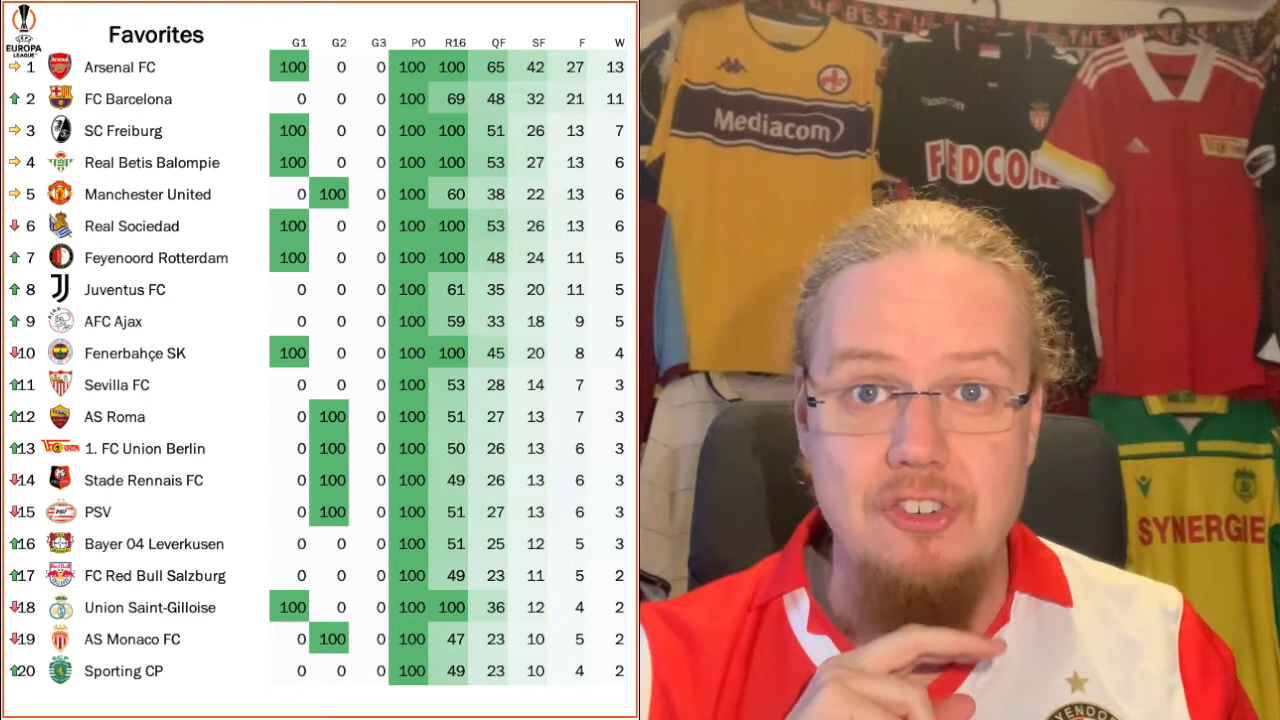 UEFA
EUROPA
LEAGUE
Favorites
G1 G2 G3 PO R16 QF SF F W
1 Arsenal FC 100 0 0 100 100 65 42 27 13
2 FC Barcelona 0 0 0 100 69 48 32 21 11
3 SC Freiburg 100 0 0 100 100 51 26 13 7
4 Real Betis Balompie 100 0 0 100 100 53 27 13 6
5 Manchester United 0 100 0 100 60 38 22 13 6
6 Real Sociedad 100 0 0 100 100 53 26 13 6
7 Feyenoord Rotterdam 100 0 0 100 100 48 24 11 5
8 Juventus FC 0 0 0 100 61 35 20 11 5
9 AFC Ajax 0 0 0 100 59 33 18 9 5
10 Fenerbahçe SK 100 0 0 100 100 45 20 8 4
11 Sevilla FC 0 0 0 100 53 28 14 7 3
12 AS Roma 0 100 0 100 51 27 13 7 3
13 1. FC Union Berlin 0 100 0 100 50 26 13 6 3
14 Stade Rennais FC 0 100 0 100 49 26 13 6 3
15 PSV 0 100 0 100 51 27 13 6 3
16 Bayer 04 Leverkusen 0 0 0 100 51 25 12 5 3
17 FC Red Bull Salzburg 0 0 0 100 49 23 11 5 2
18 Union Saint-Gilloise 100 0 0 100 100 36 12 4 2
19 AS Monaco FC 0 100 0 100 47 23 10 5 2
20 Sporting CP 0 0 0 100 49 23 10 4 2
THE BEST
Mediacom
FEDCOM
SYNERGIE